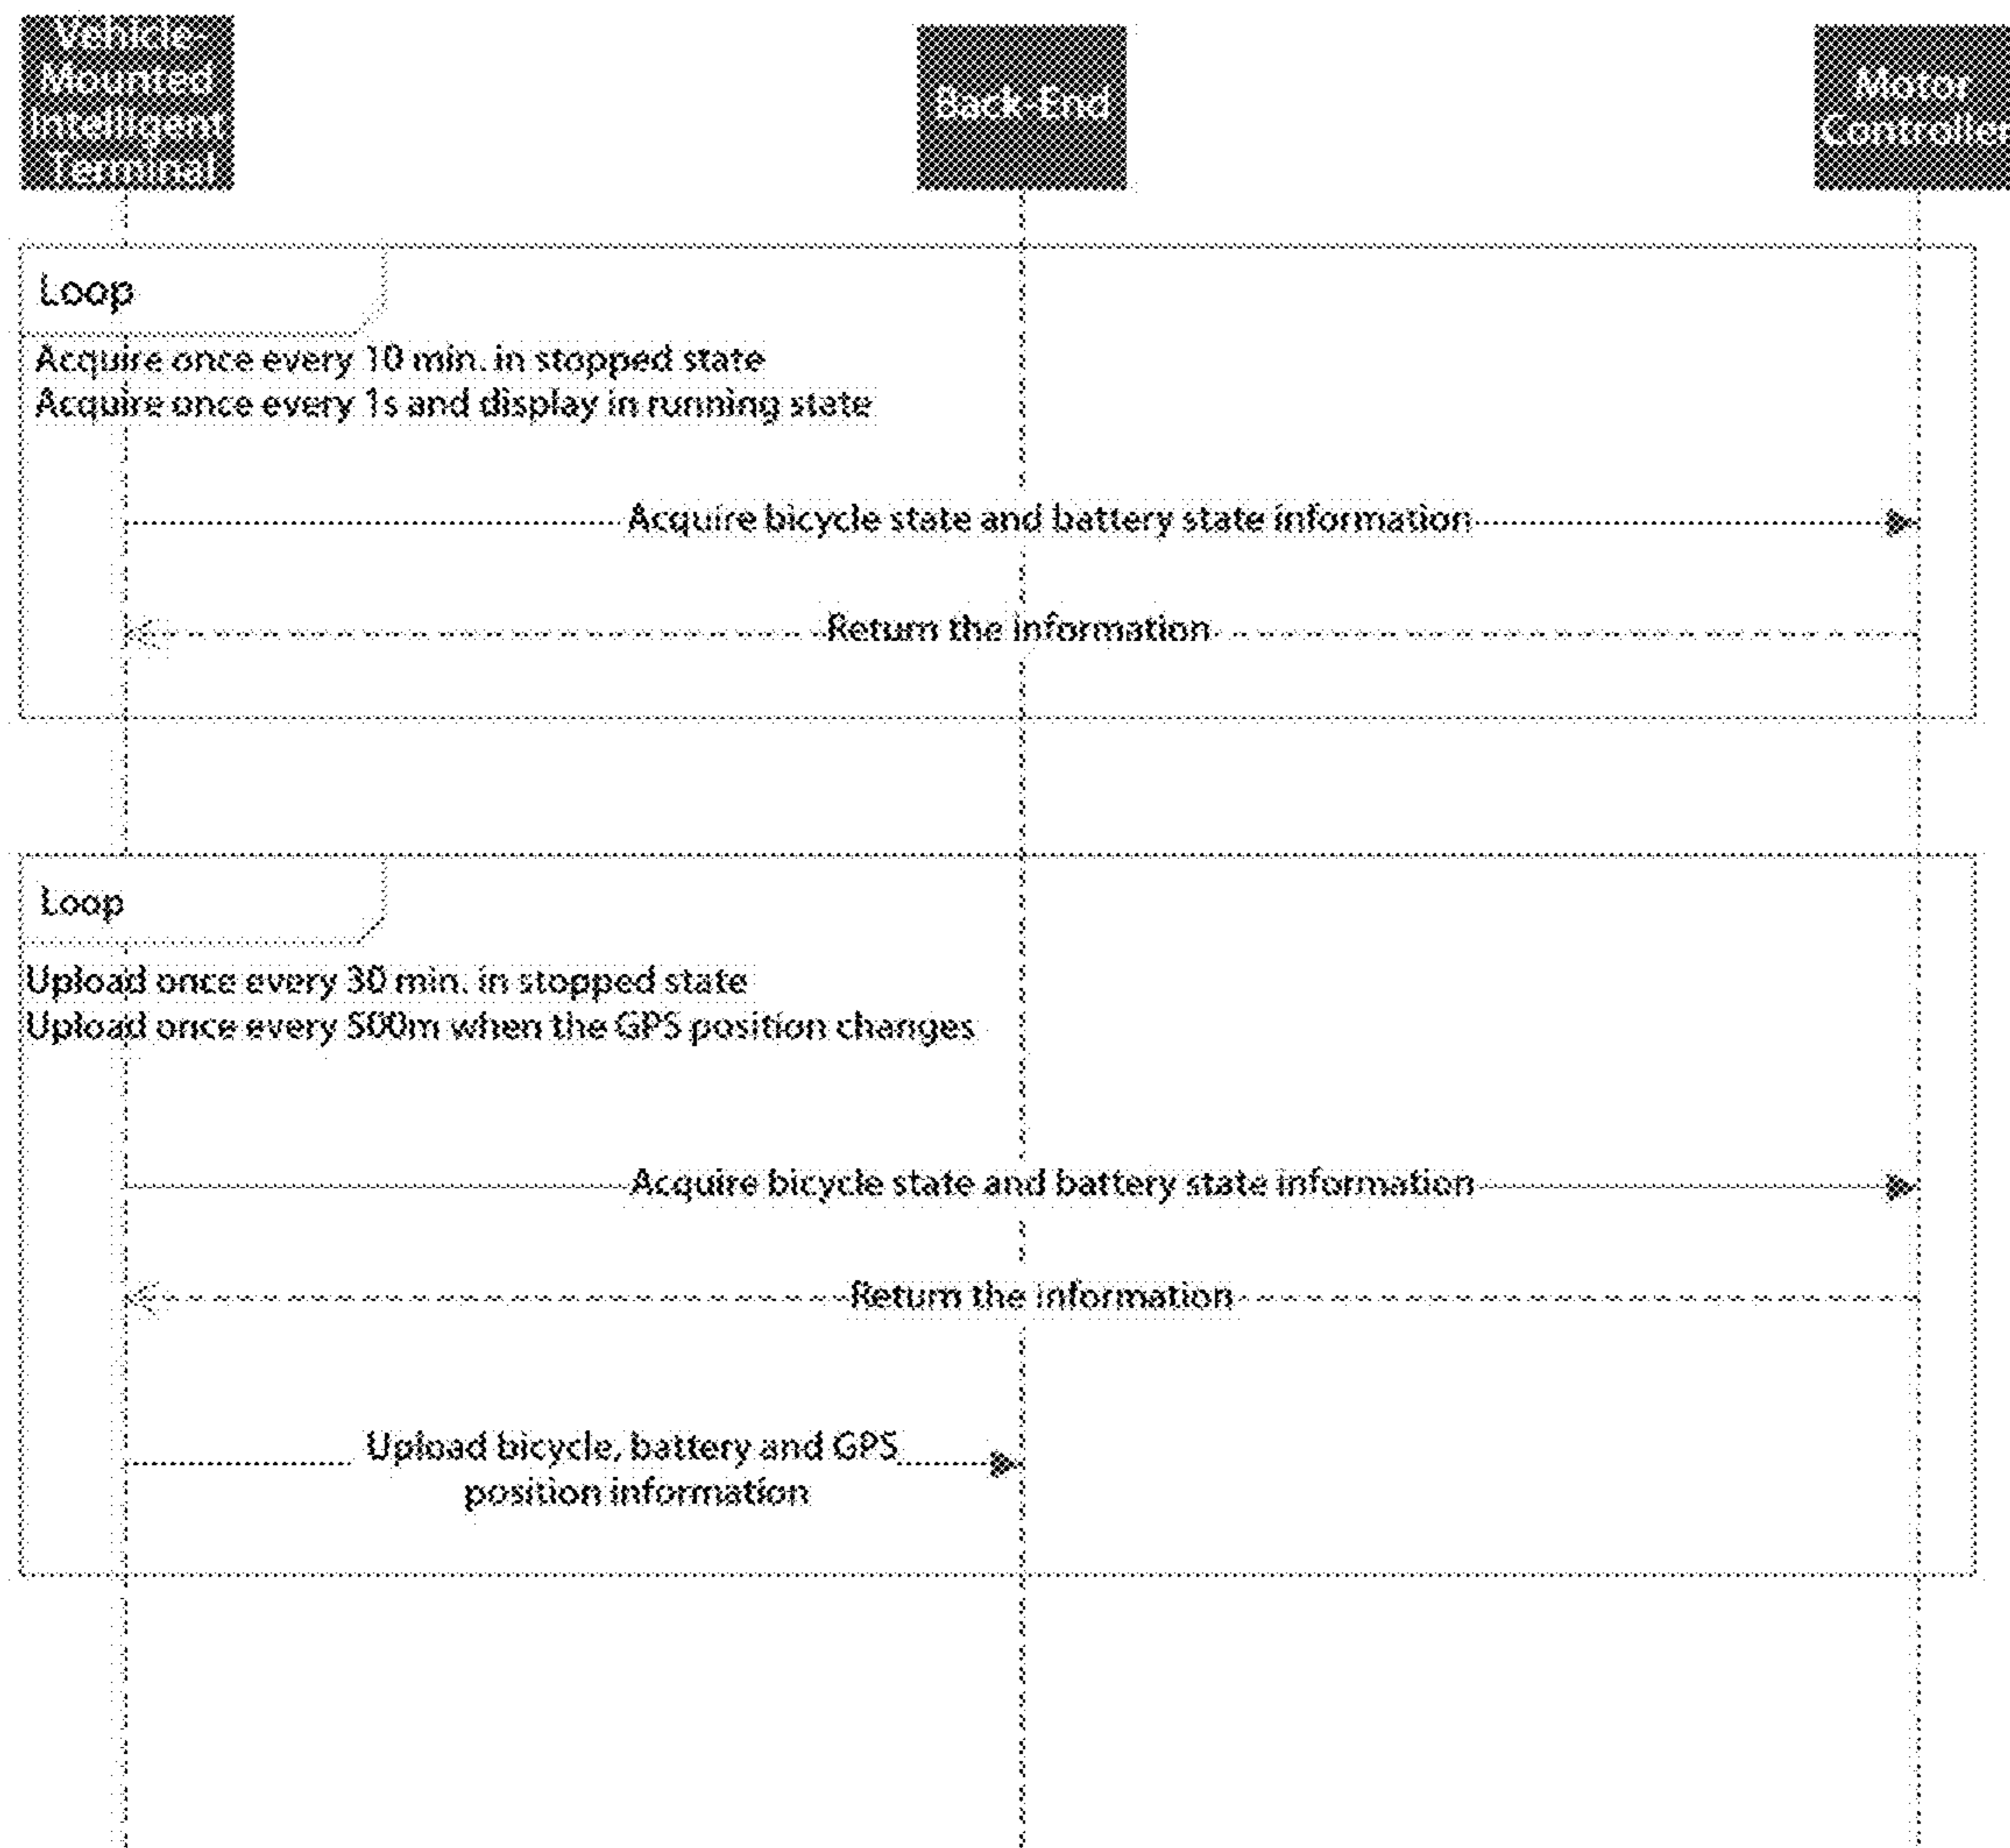 Vehicle-
Mounted
Intelligent
Terminal
Back-End
Motor
Controller
Loop
Acquire once every 10 min. in stopped state
Acquire once every 1s and display in running state
Acquire bicycle state and battery state information
Return the information
Loop
Upload once every 30 min. in stopped state
Upload once every 500m when the GPS position changes
Acquire bicycle state and battery state information
Return the information
Upload bicycle, battery and GPS
position information